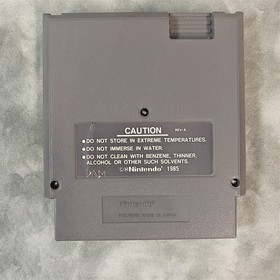 CAUTION REV-A
●DO NOT STORE IN EXTREME TEMPERATURES.
●DO NOT IMMERSE IN WATER.
●DO NOT CLEAN WITH BENZENE, THINNER,
ALCOHOL OR OTHER SUCH SOLVENTS.
©®Nintendo 1985
Nintendo